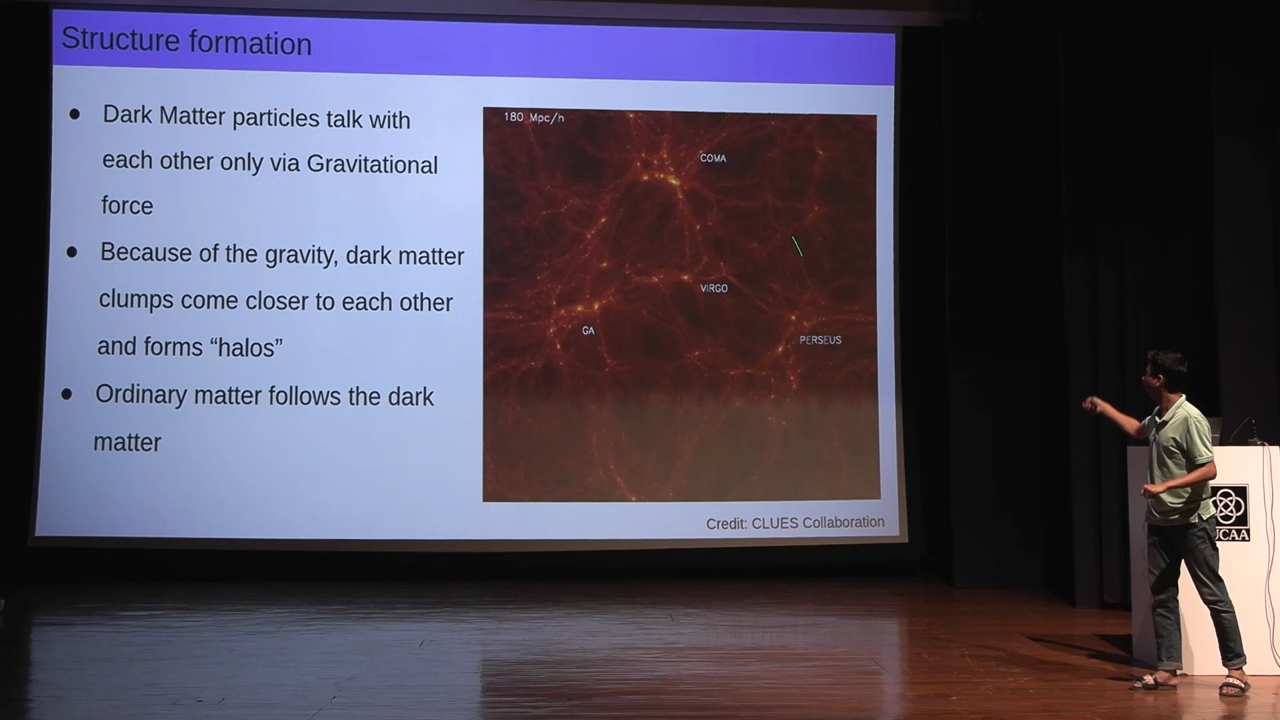 Structure formation
● Dark Matter particles talk with
each other only via Gravitational
force
● Because of the gravity, dark matter
clumps come closer to each other
and forms “halos”
● Ordinary matter follows the dark
matter
180 Mpc/h
COMA
VIRGO
GA
PERSEUS
Credit: CLUES Collaboration
UCAA